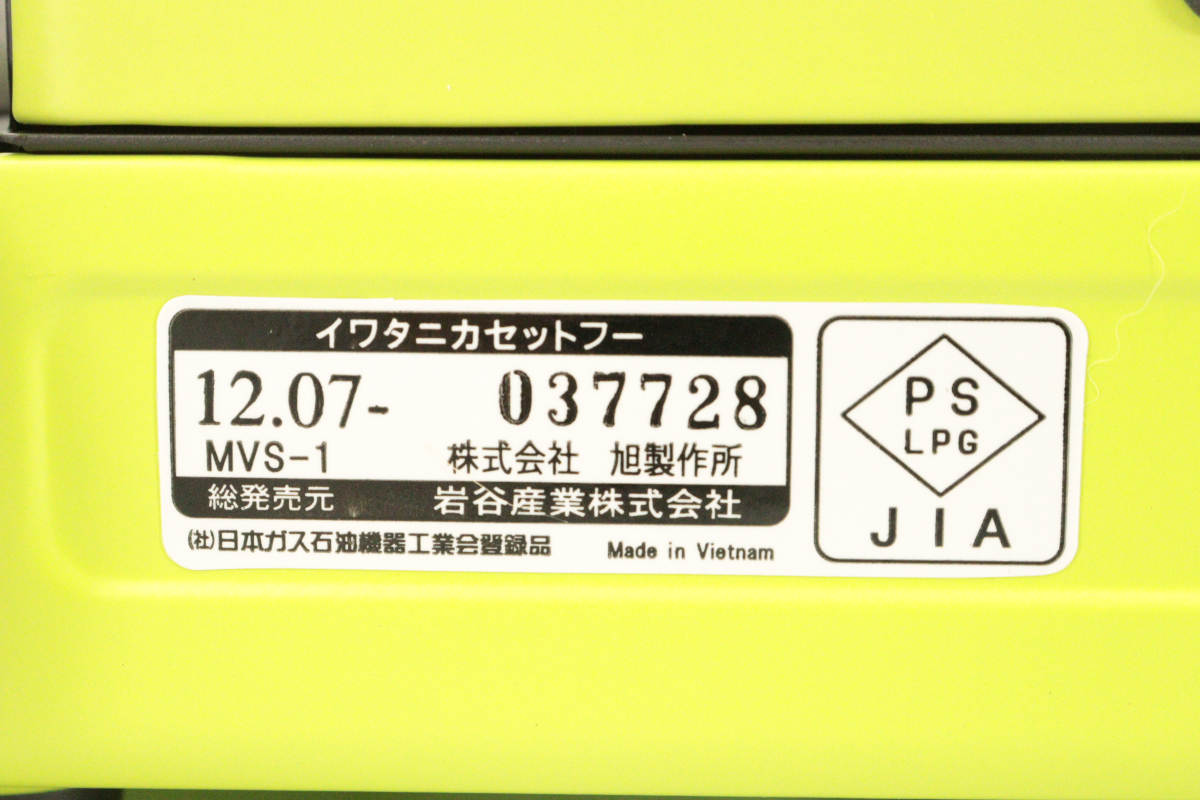 イワタニカセットフー
12.07- 037728
MVS-1 株式会社 旭製作所
総発売元 岩谷産業株式会社
(社)日本ガス石油機器工業会登録品 Made in Vietnam
PS
LPG
JIA